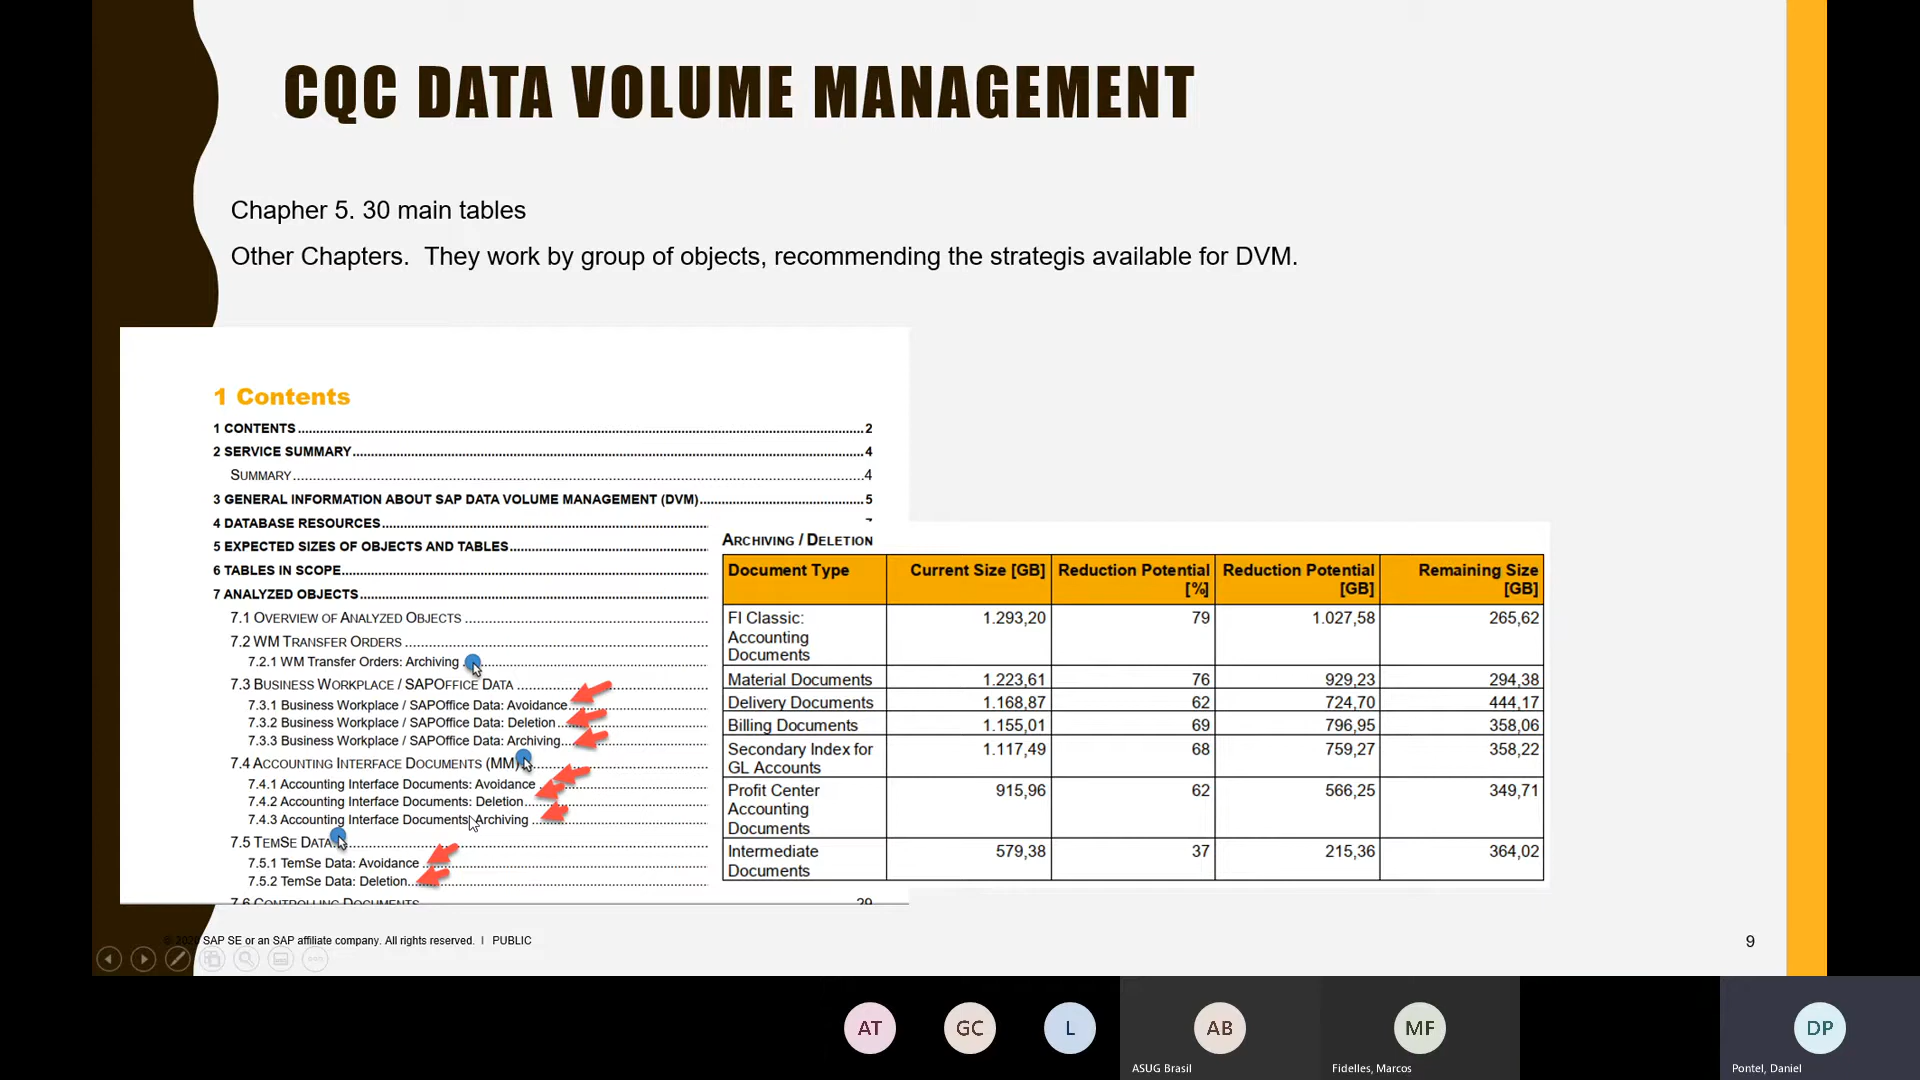 CQC DATA VOLUME MANAGEMENT
Chapher 5. 30 main tables
Other Chapters.  They work by group of objects, recommending the strategis available for DVM.
1 Contents
1 CONTENTS 2
2 SERVICE SUMMARY 4
SUMMARY 4
3 GENERAL INFORMATION ABOUT SAP DATA VOLUME MANAGEMENT (DVM) 5
4 DATABASE RESOURCES
5 EXPECTED SIZES OF OBJECTS AND TABLES
6 TABLES IN SCOPE
7 ANALYZED OBJECTS
7.1 OVERVIEW OF ANALYZED OBJECTS
7.2 WM TRANSFER ORDERS
7.2.1 WM Transfer Orders: Archiving
7.3 BUSINESS WORKPLACE / SAPOFFICE DATA
7.3.1 Business Workplace / SAPOffice Data: Avoidance
7.3.2 Business Workplace / SAPOffice Data: Deletion
7.3.3 Business Workplace / SAPOffice Data: Archiving
7.4 ACCOUNTING INTERFACE DOCUMENTS (MM)
7.4.1 Accounting Interface Documents: Avoidance
7.4.2 Accounting Interface Documents: Deletion
7.4.3 Accounting Interface Documents: Archiving
7.5 TEMSE DATA
7.5.1 TemSe Data: Avoidance
7.5.2 TemSe Data: Deletion
7.6 CONTROLLING DOCUMENTS 29
ARCHIVING / DELETION
Document Type Current Size [GB] Reduction Potential [%] Reduction Potential [GB] Remaining Size [GB]
FI Classic: Accounting Documents 1.293,20 79 1.027,58 265,62
Material Documents 1.223,61 76 929,23 294,38
Delivery Documents 1.168,87 62 724,70 444,17
Billing Documents 1.155,01 69 796,95 358,06
Secondary Index for GL Accounts 1.117,49 68 759,27 358,22
Profit Center Accounting Documents 915,96 62 566,25 349,71
Intermediate Documents 579,38 37 215,36 364,02
SAP SE or an SAP affiliate company. All rights reserved. I PUBLIC
9
AT
GC
L
AB
ASUG Brasil
MF
Fidelles, Marcos
DP
Pontel, Daniel